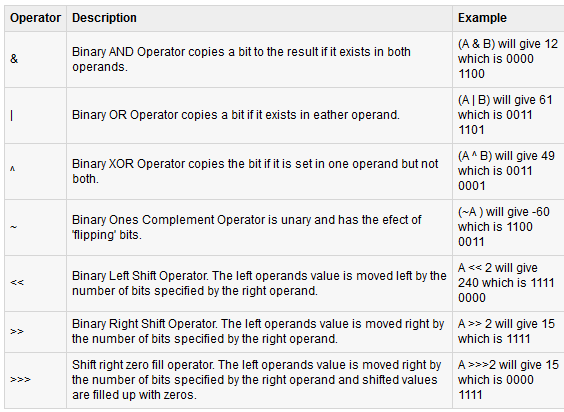 Operator Description Example
& Binary AND Operator copies a bit to the result if it exists in both operands. (A & B) will give 12 which is 0000 1100
| Binary OR Operator copies a bit if it exists in eather operand. (A | B) will give 61 which is 0011 1101
^ Binary XOR Operator copies the bit if it is set in one operand but not both. (A ^ B) will give 49 which is 0011 0001
~ Binary Ones Complement Operator is unary and has the efect of 'flipping' bits. (~A ) will give -60 which is 1100 0011
<< Binary Left Shift Operator. The left operands value is moved left by the number of bits specified by the right operand. A << 2 will give 240 which is 1111 0000
>> Binary Right Shift Operator. The left operands value is moved right by the number of bits specified by the right operand. A >> 2 will give 15 which is 1111
>>> Shift right zero fill operator. The left operands value is moved right by the number of bits specified by the right operand and shifted values are filled up with zeros. A >>>2 will give 15 which is 0000 1111